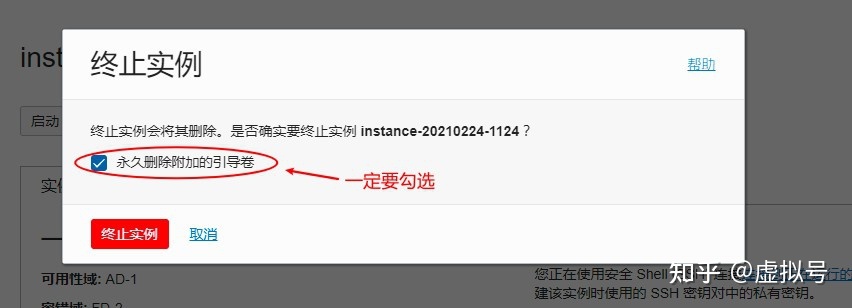 inst
终止实例
帮助
启动
终止实例会将其删除。是否确实要终止实例 instance-20210224-1124？
永久删除附加的引导卷
一定要勾选
实例
终止实例
取消
您正在使用安全 Shell
行的
可用性域: AD-1
建该实例时使用的 SSH 密钥对中的私有密钥。
容错域: FD-2
知乎 @虚拟号